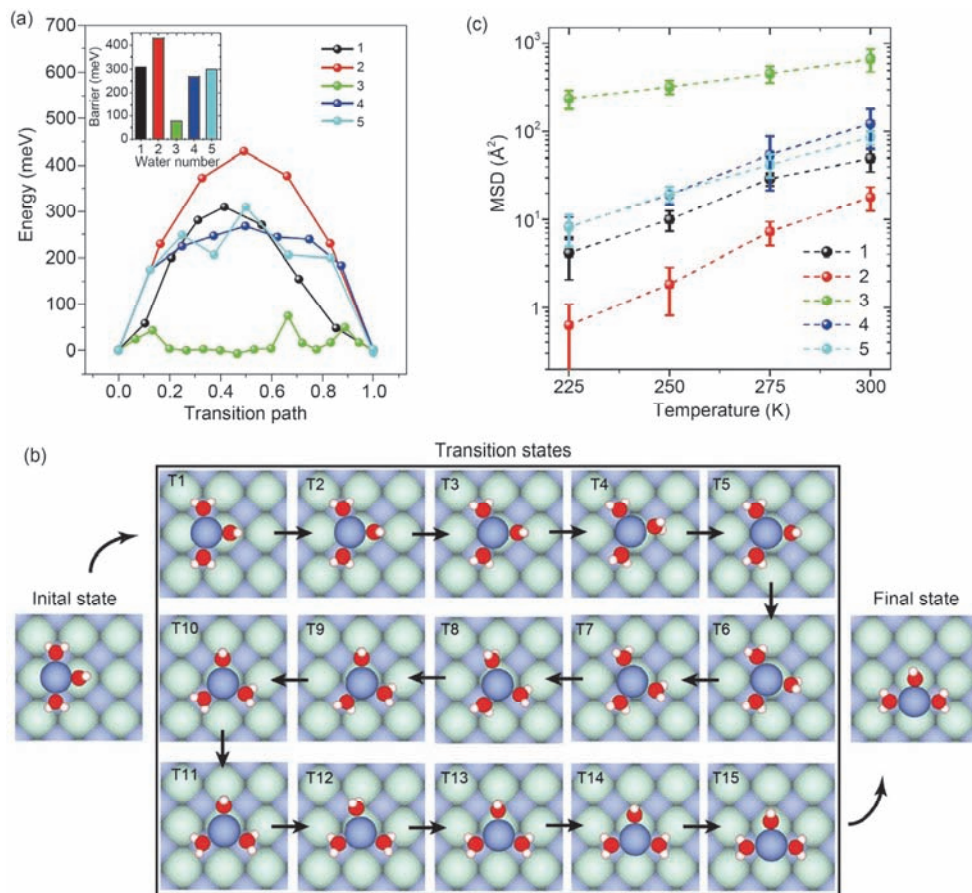 (a)
700
600
500
400
300
200
100
0
Energy (meV)
0.0 0.2 0.4 0.6 0.8 1.0
Transition path
400
300
200
100
0
Barrier (meV)
1 2 3 4 5
Water number
1
2
3
4
5
(c)
10³
10²
10¹
1
MSD (Å²)
225 250 275 300
Temperature (K)
1
2
3
4
5
(b)
Transition states
T1 T2 T3 T4 T5
Inital state
Final state
T10 T9 T8 T7 T6
T11 T12 T13 T14 T15